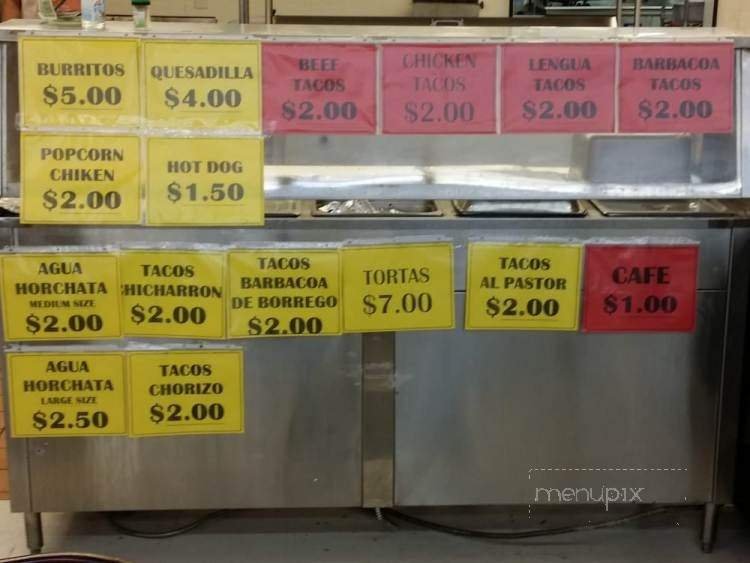 BURRITOS
$5.00
QUESADILLA
$4.00
BEEF
TACOS
$2.00
CHICKEN
TACOS
$2.00
LENGUA
TACOS
$2.00
BARBACOA
TACOS
$2.00
POPCORN
CHIKEN
$2.00
HOT DOG
$1.50
AGUA
HORCHATA
MEDIUM SIZE
$2.00
TACOS
HICHARRON
$2.00
TACOS
BARBACOA
DE BORREGO
$2.00
TORTAS
$7.00
TACOS
AL PASTOR
$2.00
CAFE
$1.00
AGUA
HORCHATA
LARGE SIZE
$2.50
TACOS
CHORIZO
$2.00
menupix